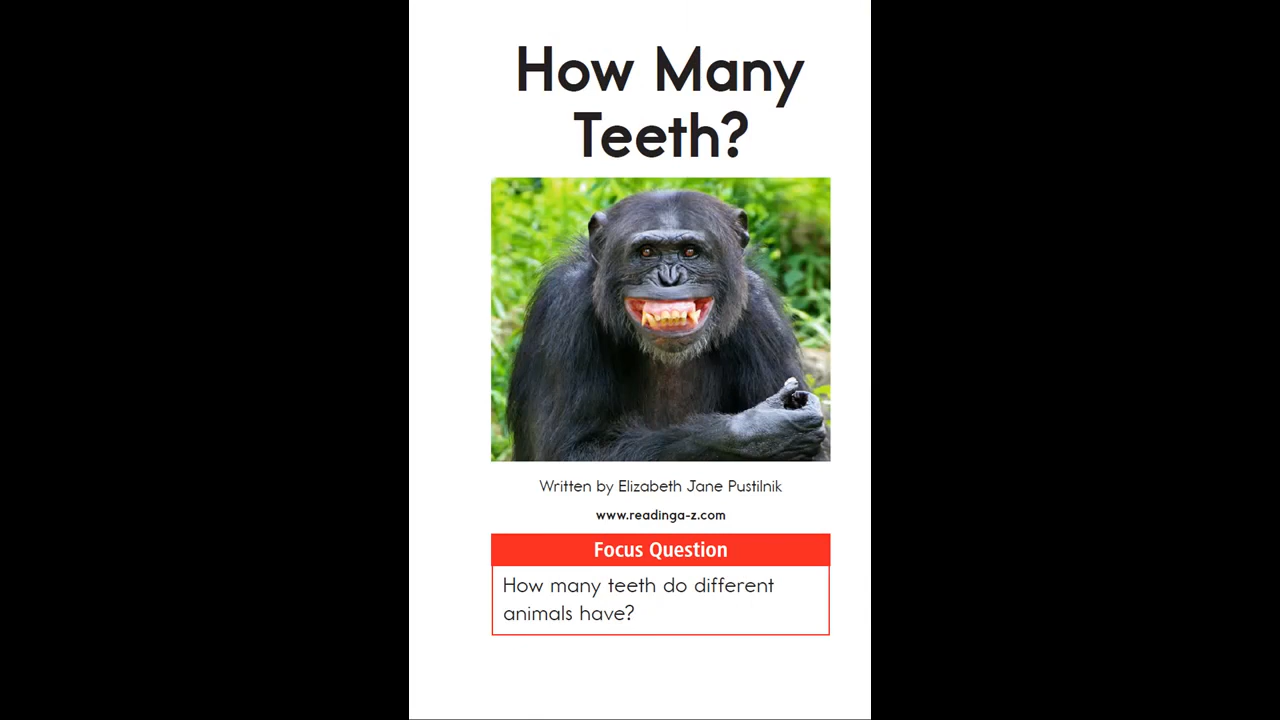 How Many
Teeth?
Written by Elizabeth Jane Pustilnik
www.readinga-z.com
Focus Question
How many teeth do different
animals have?